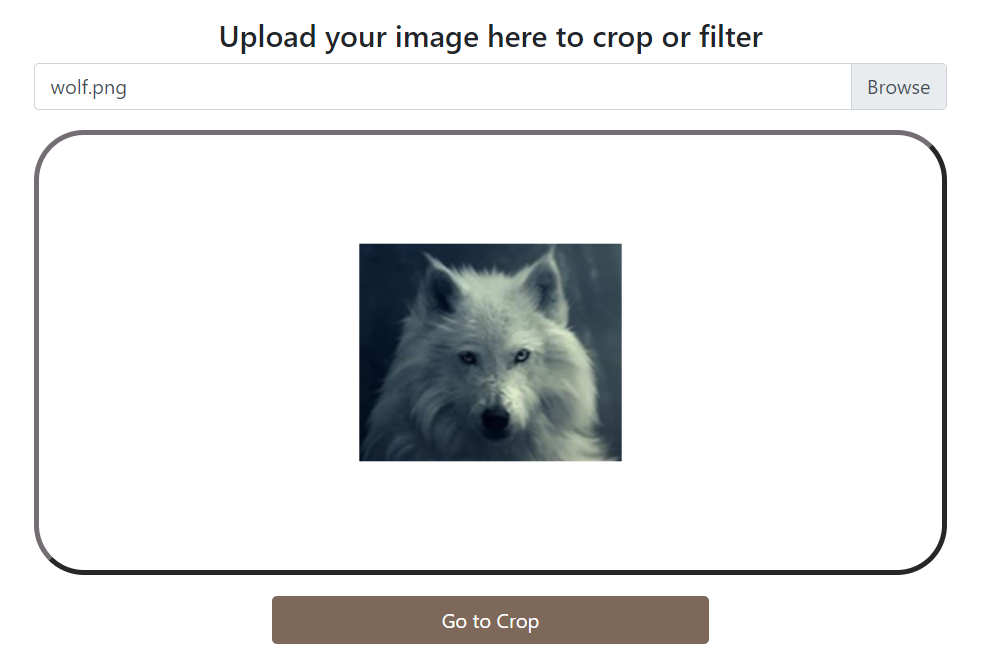 Upload your image here to crop or filter
wolf.png Browse
Go to Crop